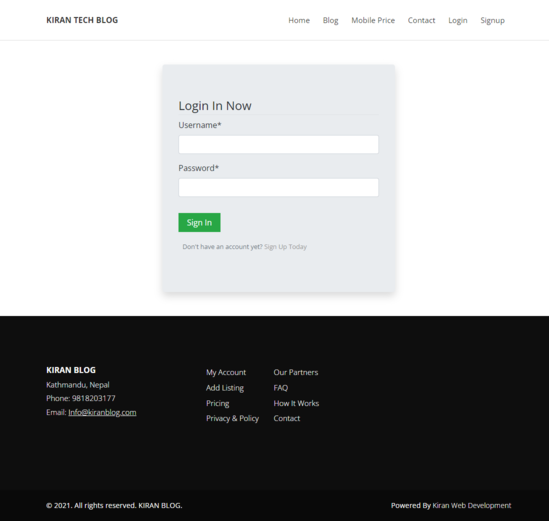 KIRAN TECH BLOG
Home Blog Mobile Price Contact Login Signup
Login In Now
Username*
Password*
Sign In
Don't have an account yet? Sign Up Today
KIRAN BLOG
Kathmandu, Nepal
Phone: 9818203177
Email: Info@kiranblog.com
My Account
Add Listing
Pricing
Privacy & Policy
Our Partners
FAQ
How It Works
Contact
© 2021. All rights reserved. KIRAN BLOG.
Powered By Kiran Web Development